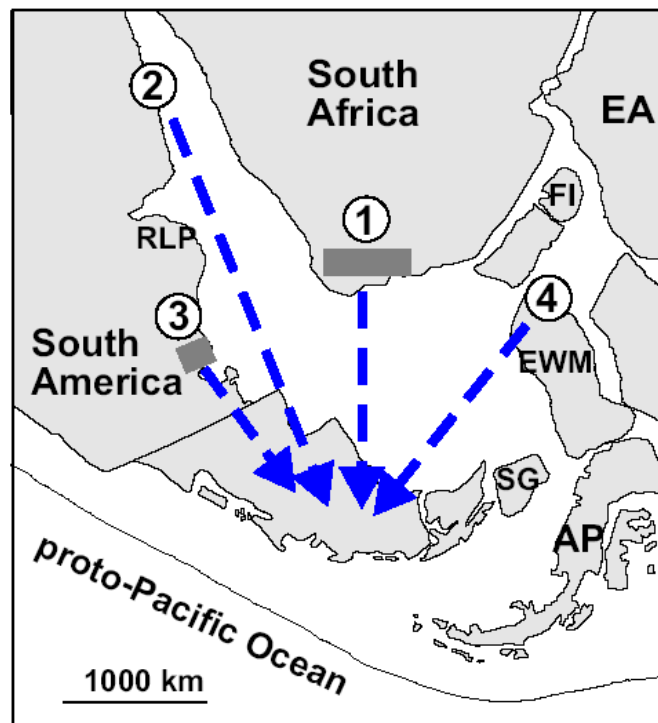 2
South
Africa
EA
FI
1
RLP
3
4
South
America
EWM
SG
AP
proto-Pacific Ocean
1000 km